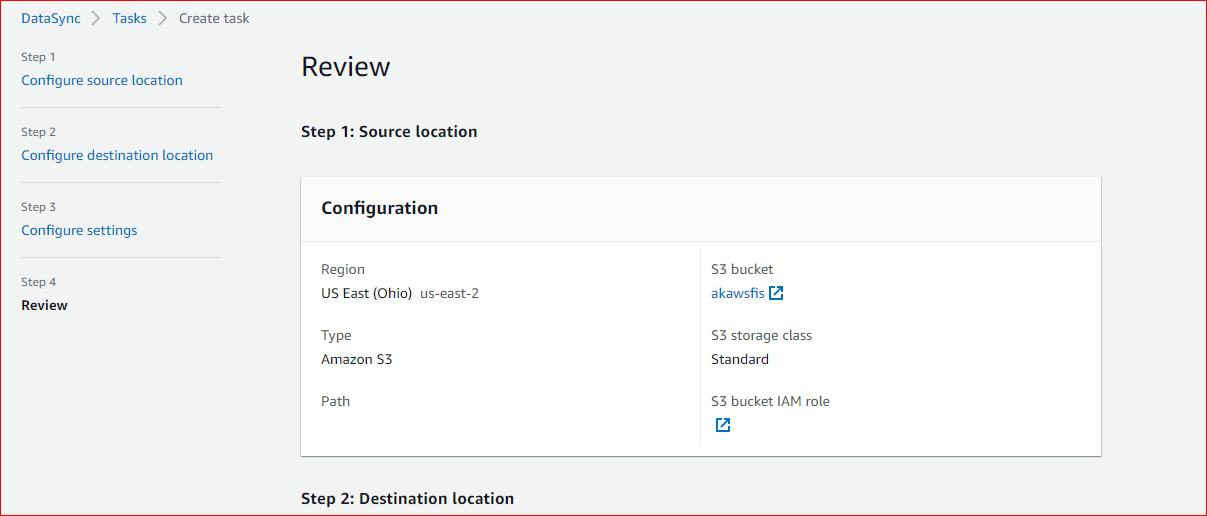 DataSync > Tasks > Create task
Step 1
Configure source location
Step 2
Configure destination location
Step 3
Configure settings
Step 4
Review
Review
Step 1: Source location
Configuration
Region
US East (Ohio) us-east-2
Type
Amazon S3
Path
S3 bucket
akawsfis
S3 storage class
Standard
S3 bucket IAM role
Step 2: Destination location